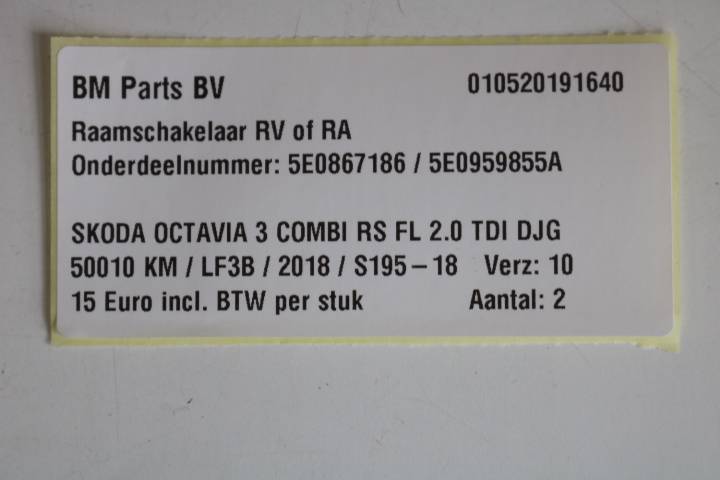 BM Parts BV 010520191640
Raamschakelaar RV of RA
Onderdeelnummer: 5E0867186 / 5E0959855A
SKODA OCTAVIA 3 COMBI RS FL 2.0 TDI DJG
50010 KM / LF3B / 2018 / S195-18 Verz: 10
15 Euro incl. BTW per stuk Aantal: 2